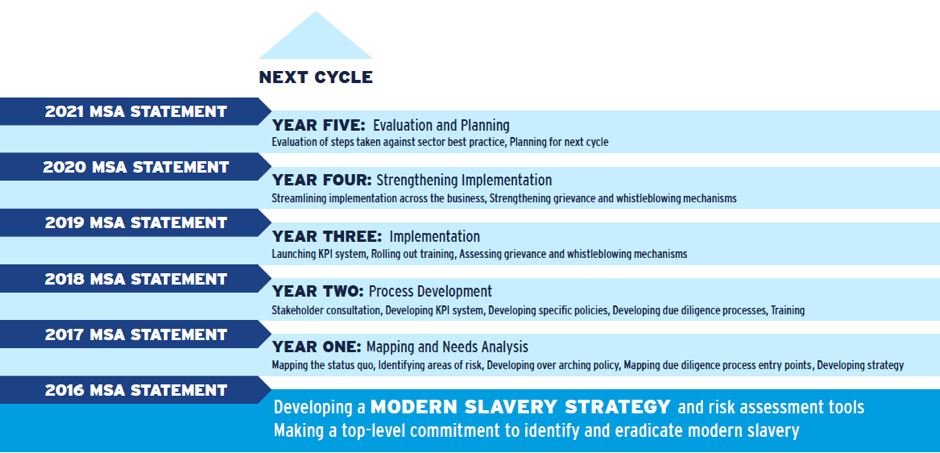 NEXT CYCLE
2021 MSA STATEMENT
YEAR FIVE: Evaluation and Planning
Evaluation of steps taken against sector best practice, Planning for next cycle
2020 MSA STATEMENT
YEAR FOUR: Strengthening Implementation
Streamlining implementation across the business, Strengthening grievance and whistleblowing mechanisms
2019 MSA STATEMENT
YEAR THREE: Implementation
Launching KPI system, Rolling out training, Assessing grievance and whistleblowing mechanisms
2018 MSA STATEMENT
YEAR TWO: Process Development
Stakeholder consultation, Developing KPI system, Developing specific policies, Developing due diligence processes, Training
2017 MSA STATEMENT
YEAR ONE: Mapping and Needs Analysis
Mapping the status quo, Identifying areas of risk, Developing over arching policy, Mapping due diligence process entry points, Developing strategy
2016 MSA STATEMENT
Developing a MODERN SLAVERY STRATEGY and risk assessment tools
Making a top-level commitment to identify and eradicate modern slavery